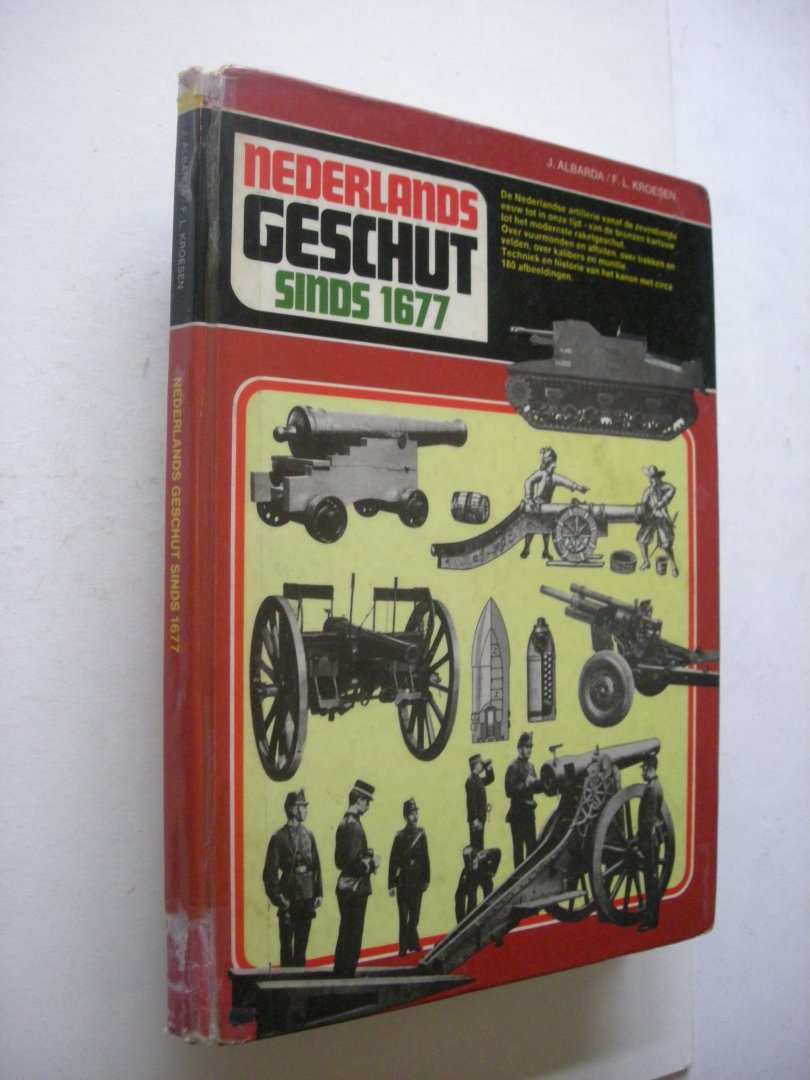 J. ALBARDA / F. L. KROESEN
NEDERLANDS
GESCHUT
SINDS 1677
De Nederlandse artillerie vanaf de zeventiende
eeuw tot in onze tijd - van de bronzen kartouw
tot het modernste raketgeschut.
Over vuurmonden en affuiten, over trekken en
velden, over kalibers en munitie.
Techniek en historie van het kanon met circa
180 afbeeldingen.
J. ALBARDA / F. L. KROESEN
NEDERLANDS GESCHUT SINDS 1677